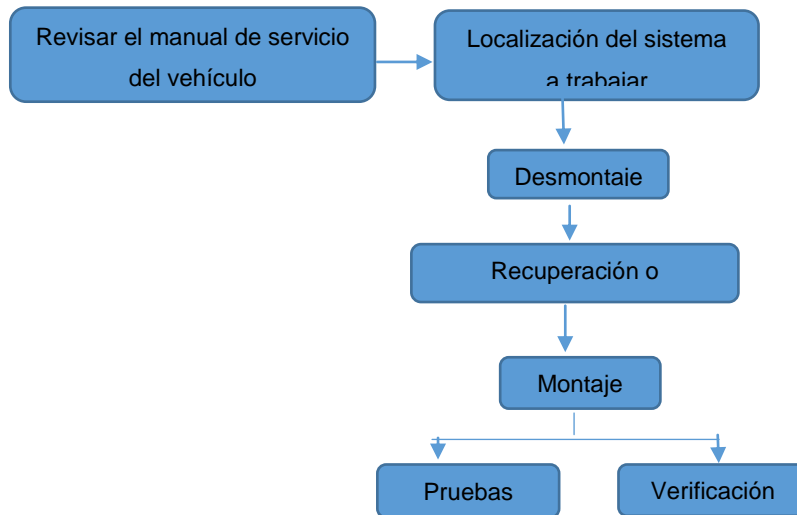 Revisar el manual de servicio
del vehículo
Localización del sistema
a trabajar
Desmontaje
Recuperación o
Montaje
Pruebas
Verificación